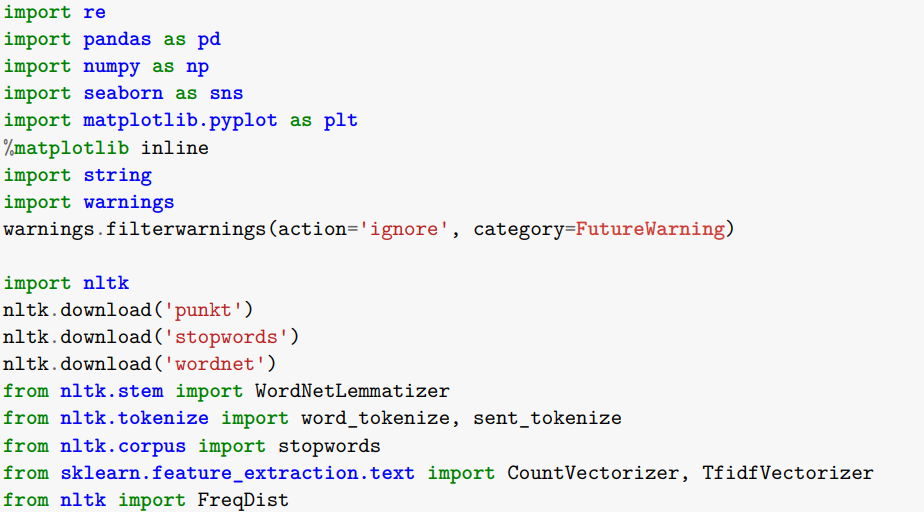 import re
import pandas as pd
import numpy as np
import seaborn as sns
import matplotlib.pyplot as plt
%matplotlib inline
import string
import warnings
warnings.filterwarnings(action='ignore', category=FutureWarning)

import nltk
nltk.download('punkt')
nltk.download('stopwords')
nltk.download('wordnet')
from nltk.stem import WordNetLemmatizer
from nltk.tokenize import word_tokenize, sent_tokenize
from nltk.corpus import stopwords
from sklearn.feature_extraction.text import CountVectorizer, TfidfVectorizer
from nltk import FreqDist